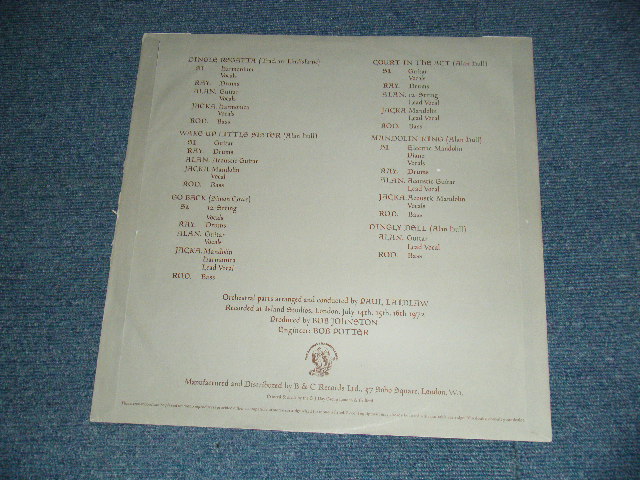 DINGLE REGATTA (Trad.
SI. Harmonium
Vocals
RAY. Drums
ALAN. Guitar
Vocals
JACKA. Harmonica
Vocals
ROD. Bass
WAKE UP LITTLE SISTER (Alan Hull)
SI. Guitar
RAY. Drums
ALAN. Acoustic Guitar
JACKA. Mandolin
Vocal
ROD. Bass
GO BACK (Simon Cowe)
SI. 12 String
Vocals
RAY. Drums
ALAN. Guitar
Vocals
JACKA. Mandolin
Harmonica
Lead Vocal
ROD. Bass
COURT IN THE ACT (Alan Hull)
SI. Guitar
Vocals
RAY. Drums
ALAN. 12 String
Lead Vocal
JACKA. Mandolin
Lead Vocal
ROD. Bass
MANDOLIN KING (Alan Hull)
SI. Electric Mandolin
Piano
Vocals
RAY. Drums
ALAN. Acoustic Guitar
Lead Vocal
JACKA. Acoustic Mandolin
Vocals
ROD. Bass
DINGLY DELL (Alan Hull)
ALAN. Guitar
Lead Vocal
ROD. Bass
Orchestral parts arranged and conducted by PAUL LAIDLAW
Recorded at Island Studios, London, July 14th, 15th, 16th 1972
Produced by BOB JOHNSTON
Engineer: BOB POTTER
Manufactured and Distributed by B & C Records Ltd., 37 Soho Square, London, W.1.